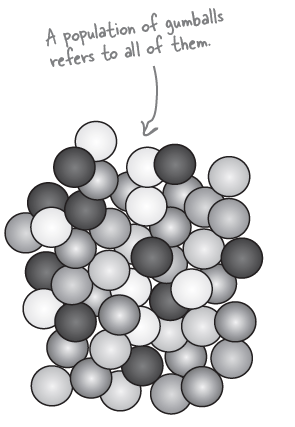 A population of gumballs
refers to all of them.